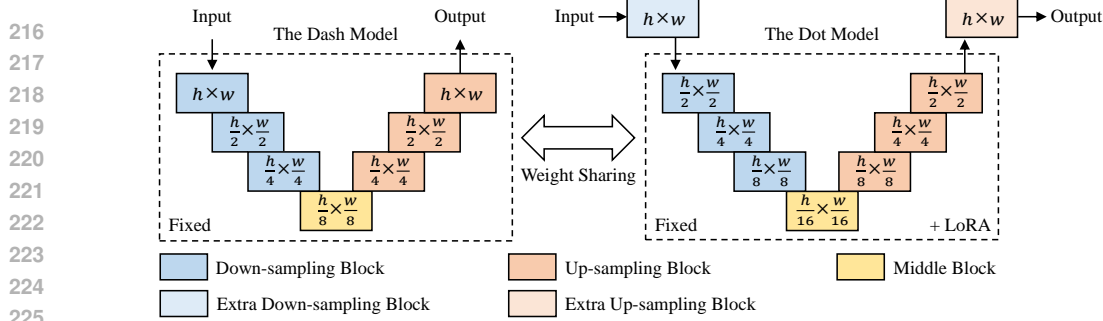 216
217
218
219
220
221
222
223
224
225
Input
The Dash Model
Output
h×w
h×w
h/2×w/2
h/2×w/2
h/4×w/4
h/4×w/4
h/8×w/8
Fixed
Weight Sharing
Input
h×w
The Dot Model
h×w
Output
h/2×w/2
h/2×w/2
h/4×w/4
h/4×w/4
h/8×w/8
h/8×w/8
h/16×w/16
Fixed
+ LoRA
Down-sampling Block
Up-sampling Block
Middle Block
Extra Down-sampling Block
Extra Up-sampling Block